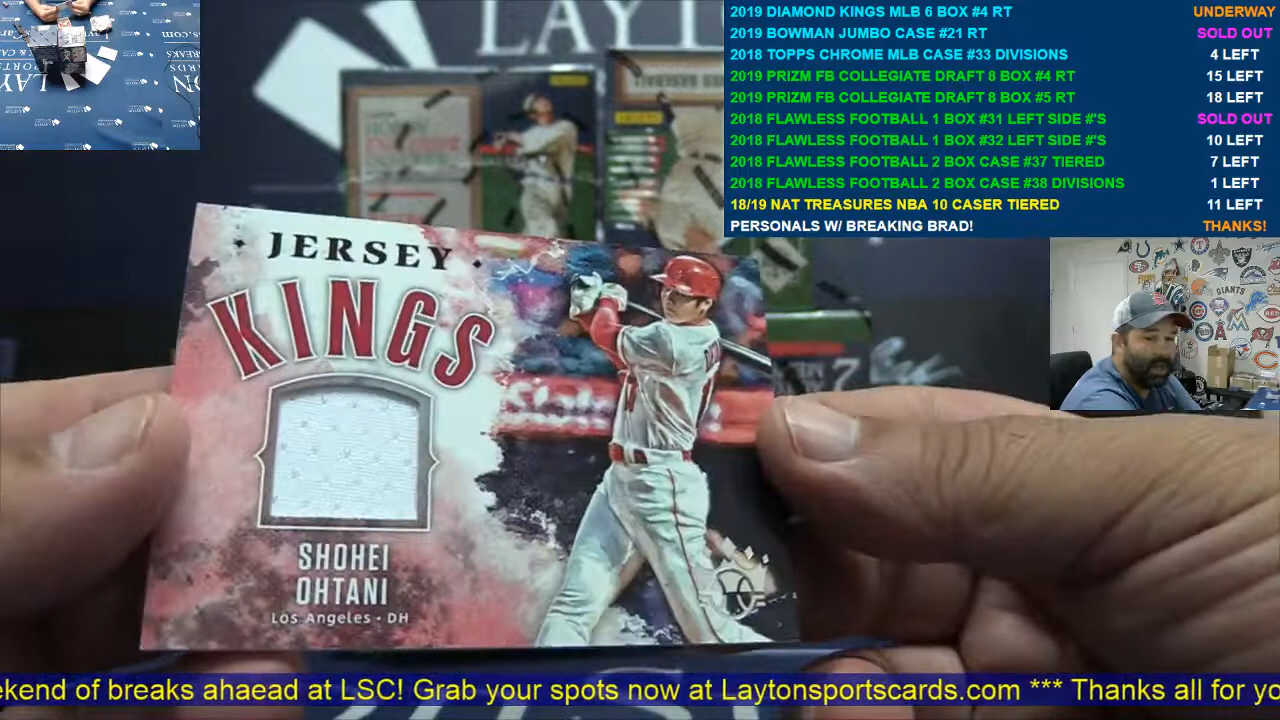 LAYTON
2019 DIAMOND KINGS MLB 6 BOX #4 RT UNDERWAY
2019 BOWMAN JUMBO CASE #21 RT SOLD OUT
2018 TOPPS CHROME MLB CASE #33 DIVISIONS 4 LEFT
2019 PRIZM FB COLLEGIATE DRAFT 8 BOX #4 RT 15 LEFT
2019 PRIZM FB COLLEGIATE DRAFT 8 BOX #5 RT 18 LEFT
2018 FLAWLESS FOOTBALL 1 BOX #31 LEFT SIDE #'S SOLD OUT
2018 FLAWLESS FOOTBALL 1 BOX #32 LEFT SIDE #'S 10 LEFT
2018 FLAWLESS FOOTBALL 2 BOX CASE #37 TIERED 7 LEFT
2018 FLAWLESS FOOTBALL 2 BOX CASE #38 DIVISIONS 1 LEFT
18/19 NAT TREASURES NBA 10 CASER TIERED 11 LEFT
PERSONALS W/ BREAKING BRAD! THANKS!
JERSEY
KINGS
SHOHEI
OHTANI
Los Angeles • DH
GIANTS
REDS
ekend of breaks ahaead at LSC! Grab your spots now at Laytonsportscards.com *** Thanks all for yo